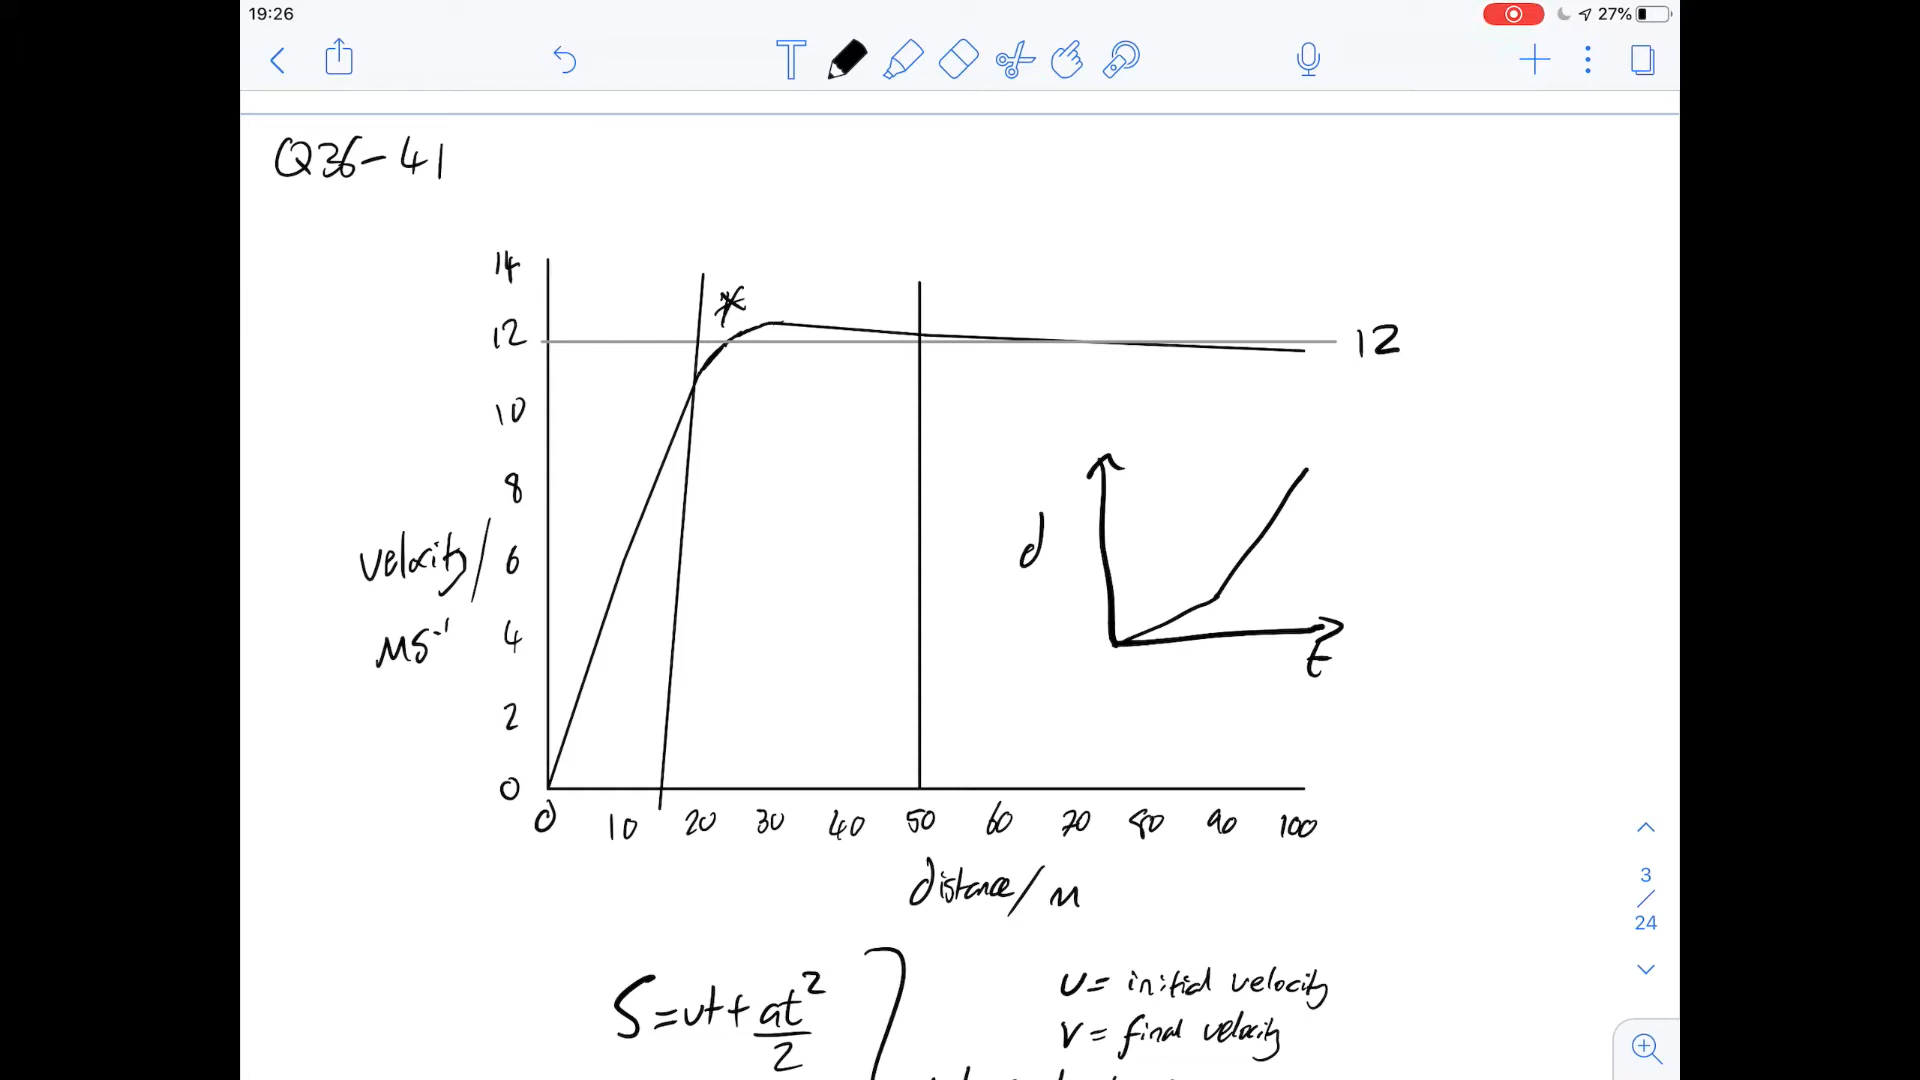 19:26
27%
Q36-41
14
12
12
10
8
velocity/
6
ms⁻¹
4
2
0
d
t
0 10 20 30 40 50 60 70 80 90 100
distance/m
3
/
24
S=ut+at²
2
u= initial velocity
v= final velocity